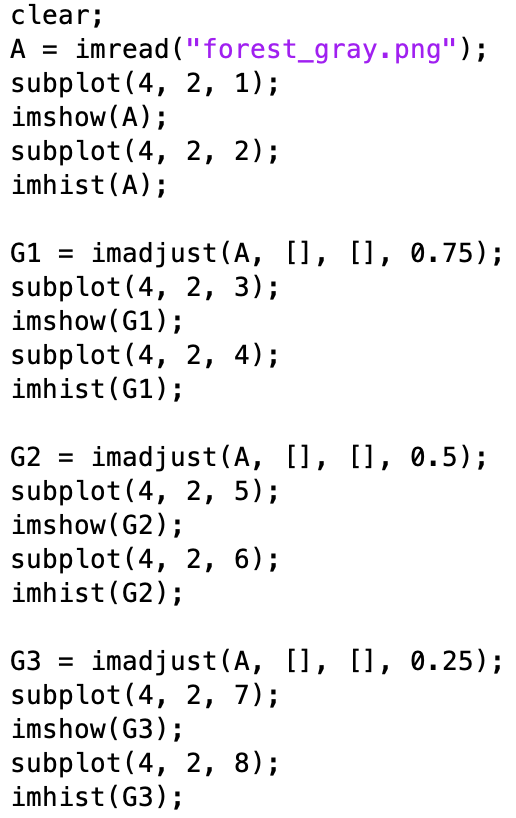 clear;
A = imread("forest_gray.png");
subplot(4, 2, 1);
imshow(A);
subplot(4, 2, 2);
imhist(A);

G1 = imadjust(A, [], [], 0.75);
subplot(4, 2, 3);
imshow(G1);
subplot(4, 2, 4);
imhist(G1);

G2 = imadjust(A, [], [], 0.5);
subplot(4, 2, 5);
imshow(G2);
subplot(4, 2, 6);
imhist(G2);

G3 = imadjust(A, [], [], 0.25);
subplot(4, 2, 7);
imshow(G3);
subplot(4, 2, 8);
imhist(G3);